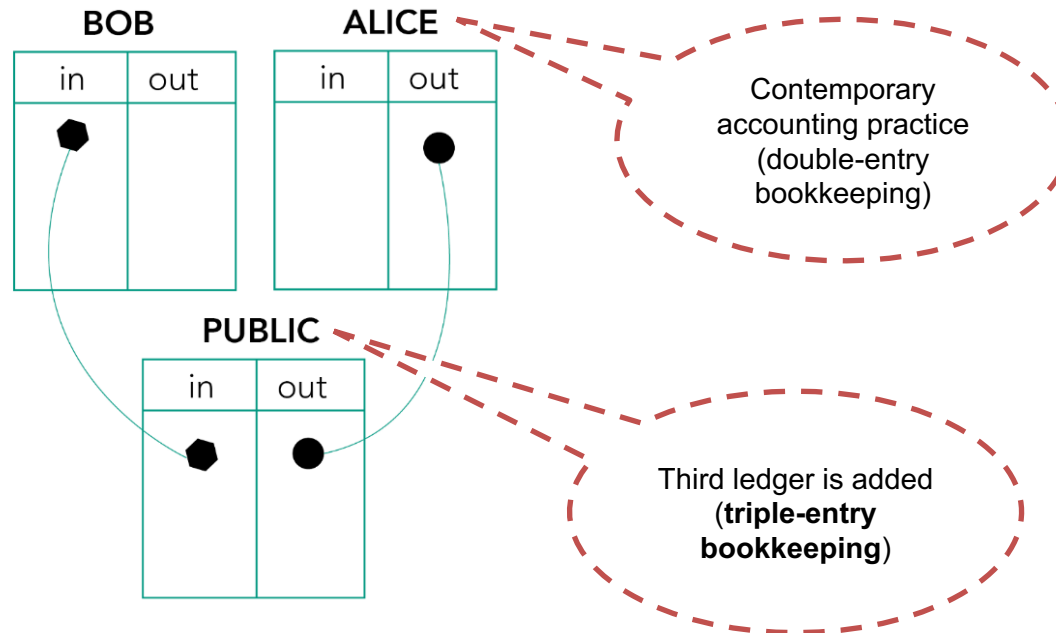 BOB
ALICE
in out
in out
Contemporary
accounting practice
(double-entry
bookkeeping)
PUBLIC
in out
Third ledger is added
(triple-entry
bookkeeping)